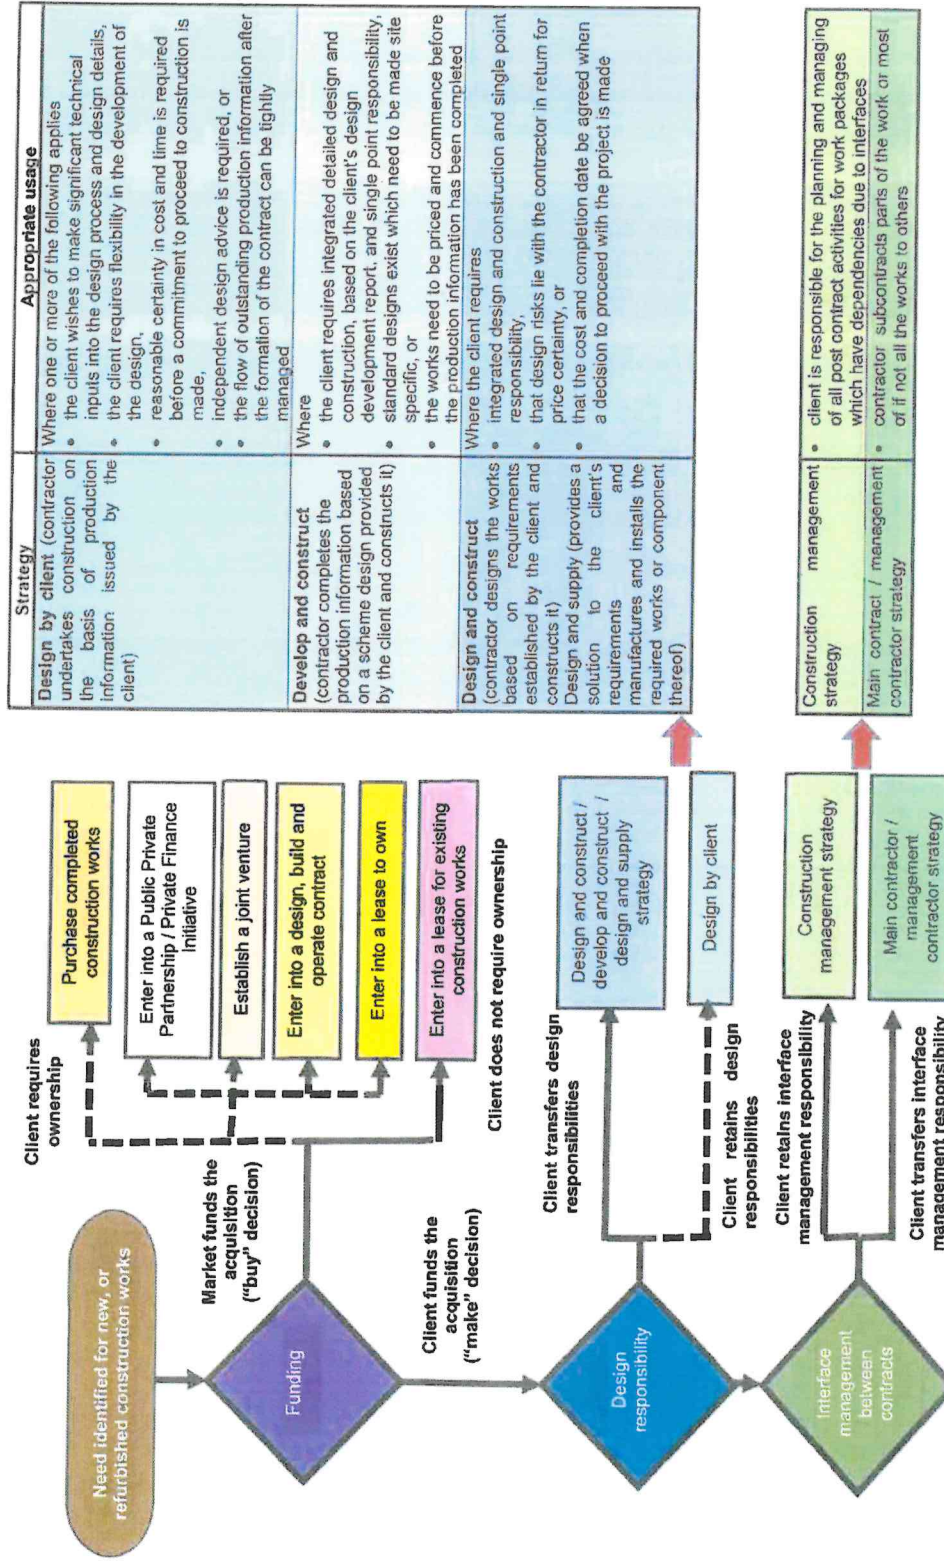 Need identified for new, or
refurbished construction works
Funding
Market funds the
acquisition
("buy" decision)
Client funds the
acquisition
("make" decision)
Client requires
ownership
Purchase completed
construction works
Enter into a Public Private
Partnership / Private Finance
Initiative
Establish a joint venture
Enter into a design, build and
operate contract
Enter into a lease to own
Enter into a lease for existing
construction works
Client does not require ownership
Design
responsibility
Client transfers design
responsibilities
Client retains design
responsibilities
Design and construct /
develop and construct /
design and supply
strategy
Design by client
Interface
management
between
contracts
Client retains interface
management responsibility
Client transfers interface
management responsibility
Construction
management strategy
Main contractor /
management
contractor strategy
Strategy
Appropriate usage
Design by client (contractor
undertakes construction on
the basis of production
information issued by the
client)
Where one or more of the following applies
• the client wishes to make significant technical
inputs into the design process and design details,
• the client requires flexibility in the development of
the design,
• reasonable certainty in cost and time is required
before a commitment to proceed to construction is
made,
• independent design advice is required, or
• the flow of outstanding production information after
the formation of the contract can be tightly
managed
Develop and construct
(contractor completes the
production information based
on a scheme design provided
by the client and constructs it)
Where
• the client requires integrated detailed design and
construction, based on the client's design
development report, and single point responsibility,
• standard designs exist which need to be made site
specific, or
• the works need to be priced and commence before
the production information has been completed
Design and construct
(contractor designs the works
based on requirements
established by the client and
constructs it)
Design and supply (provides a
solution to the client's
requirements and
manufactures and installs the
required works or component
thereof)
Where the client requires
• integrated design and construction and single point
responsibility,
• that design risks lie with the contractor in return for
price certainty, or
• that the cost and completion date be agreed when
a decision to proceed with the project is made
Construction management
strategy
• client is responsible for the planning and managing
of all post contract activities for work packages
which have dependencies due to interfaces
Main contract / management
contractor strategy
• contractor subcontracts parts of the work or most
of if not all the works to others